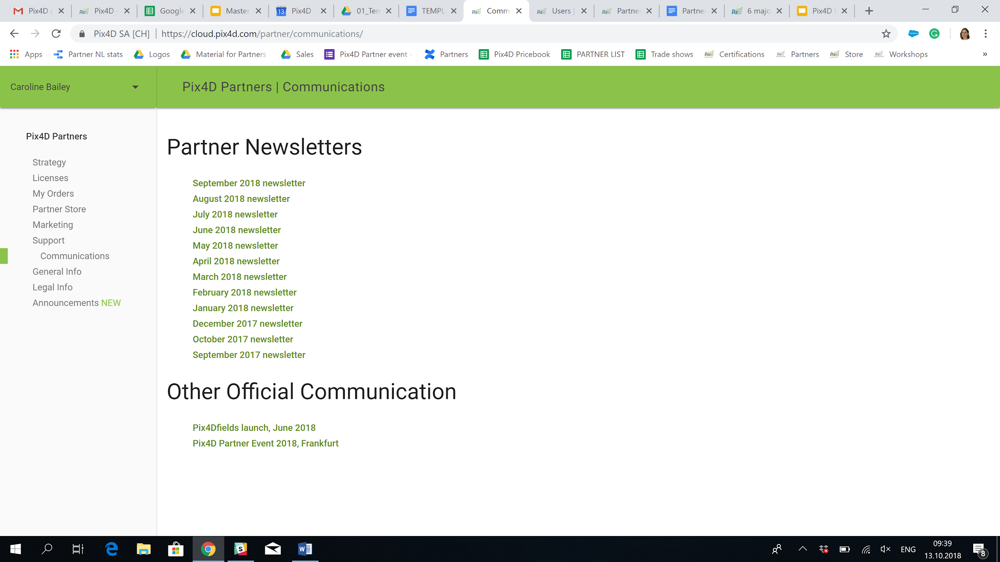 Pix4D
Pix4D -
Google
Master
13
Pix4D -
01_Tem
TEMPL
Comm
Users |
Partner
Partner
6 majo
Pix4D
Pix4D SA [CH] | https://cloud.pix4d.com/partner/communications/
Apps
Partner NL stats
Logos
Material for Partners
Sales
Pix4D Partner event -
Partners
Pix4D Pricebook
PARTNER LIST
Trade shows
Certifications
Partners
Store
Workshops
»
Caroline Bailey
Pix4D Partners | Communications
Pix4D Partners
Strategy
Licenses
My Orders
Partner Store
Marketing
Support
Communications
General Info
Legal Info
Announcements NEW
Partner Newsletters
September 2018 newsletter
August 2018 newsletter
July 2018 newsletter
June 2018 newsletter
May 2018 newsletter
April 2018 newsletter
March 2018 newsletter
February 2018 newsletter
January 2018 newsletter
December 2017 newsletter
October 2017 newsletter
September 2017 newsletter
Other Official Communication
Pix4Dfields launch, June 2018
Pix4D Partner Event 2018, Frankfurt
ENG
09:39
13.10.2018
8